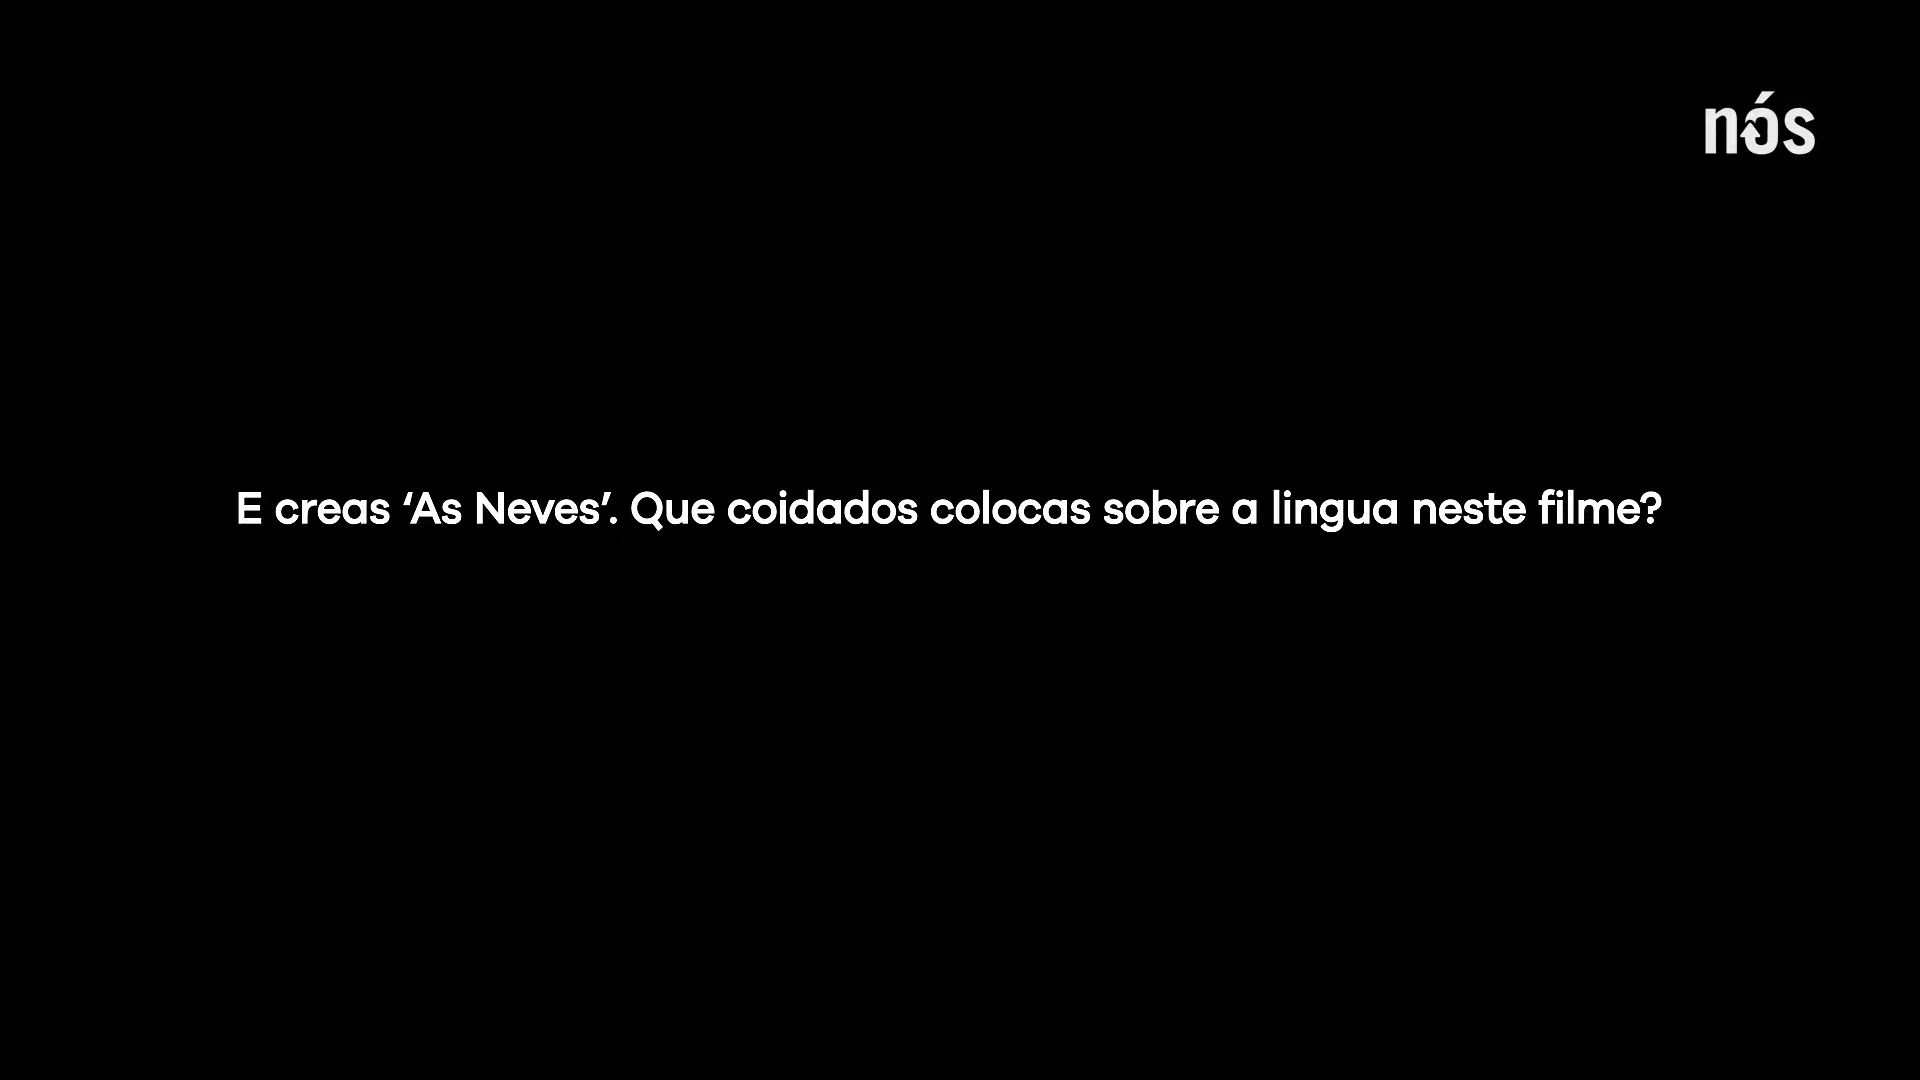 nós
E creas ‘As Neves’. Que coidados colocas sobre a lingua neste filme?